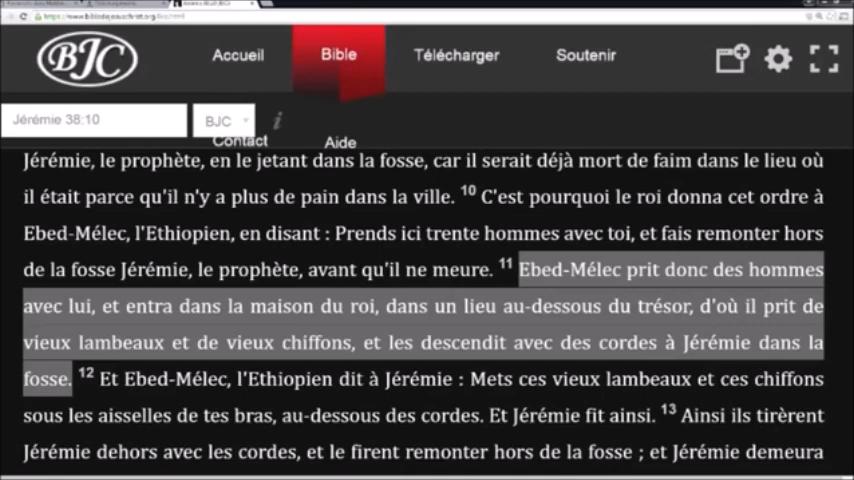 https://www.bibledejesuschrist.org
BJC
Accueil
Bible
Télécharger
Soutenir
Jérémie 38:10
BJC
i
Contact
Aide
Jérémie, le prophète, en le jetant dans la fosse, car il serait déjà mort de faim dans le lieu où
il était parce qu'il n'y a plus de pain dans la ville. 10 C'est pourquoi le roi donna cet ordre à
Ebed-Mélec, l'Ethiopien, en disant : Prends ici trente hommes avec toi, et fais remonter hors
de la fosse Jérémie, le prophète, avant qu'il ne meure. 11 Ebed-Mélec prit donc des hommes
avec lui, et entra dans la maison du roi, dans un lieu au-dessous du trésor, d'où il prit de
vieux lambeaux et de vieux chiffons, et les descendit avec des cordes à Jérémie dans la
fosse. 12 Et Ebed-Mélec, l'Ethiopien dit à Jérémie : Mets ces vieux lambeaux et ces chiffons
sous les aisselles de tes bras, au-dessous des cordes. Et Jérémie fit ainsi. 13 Ainsi ils tirèrent
Jérémie dehors avec les cordes, et le firent remonter hors de la fosse ; et Jérémie demeura